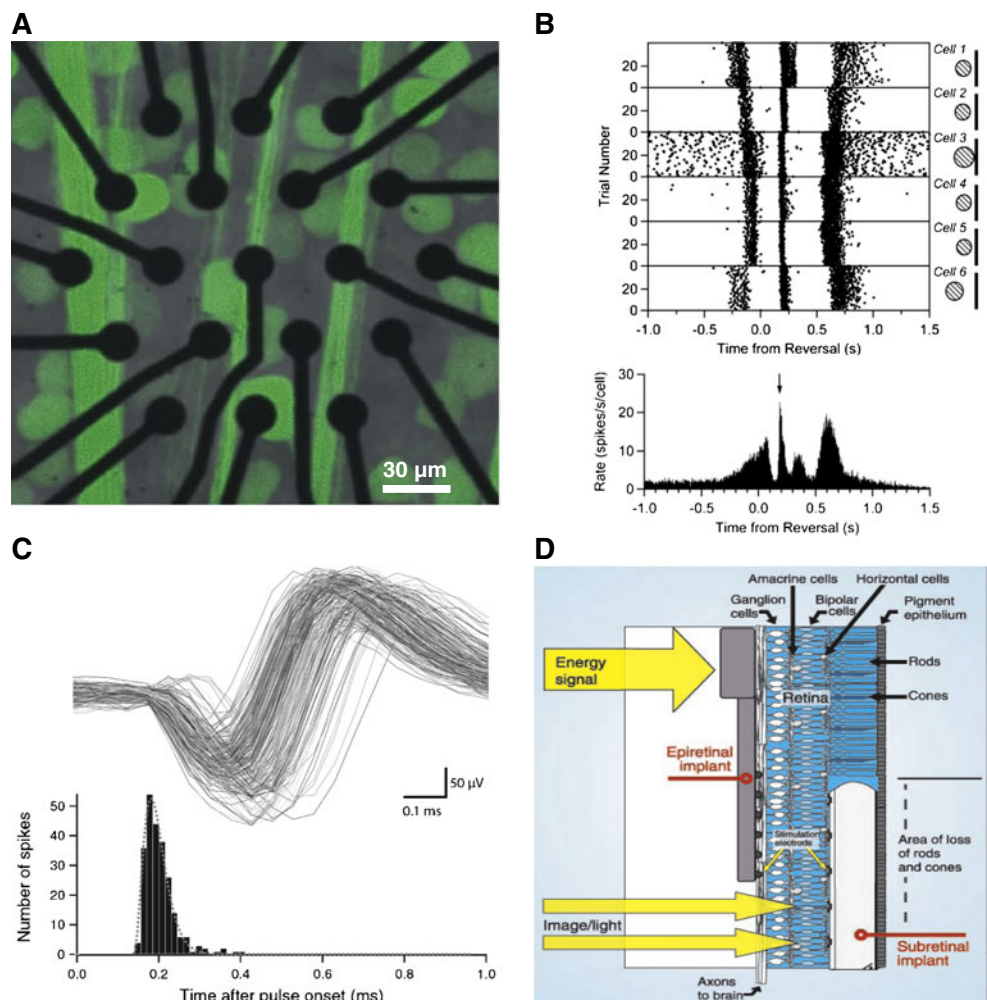 A
30 µm
B
Cell 1
Cell 2
Cell 3
Cell 4
Cell 5
Cell 6
Trial Number
20
0
20
0
20
0
20
0
20
0
20
0
-1.0 -0.5 0.0 0.5 1.0 1.5
Time from Reversal (s)
Rate (spikes/s/cell)
30
20
10
0
-1.0 -0.5 0.0 0.5 1.0 1.5
Time from Reversal (s)
C
50 µV
0.1 ms
Number of spikes
50
40
30
20
10
0
0.0 0.2 0.4 0.6 0.8 1.0
Time after pulse onset (ms)
D
Amacrine cells
Horizontal cells
Ganglion
cells
Bipolar
cells
Pigment
epithelium
Energy
signal
Rods
Retina
Cones
Epiretinal
implant
Stimulation
electrode
Area of loss
of rods
and cones
Image/light
Subretinal
implant
Axons
to brain